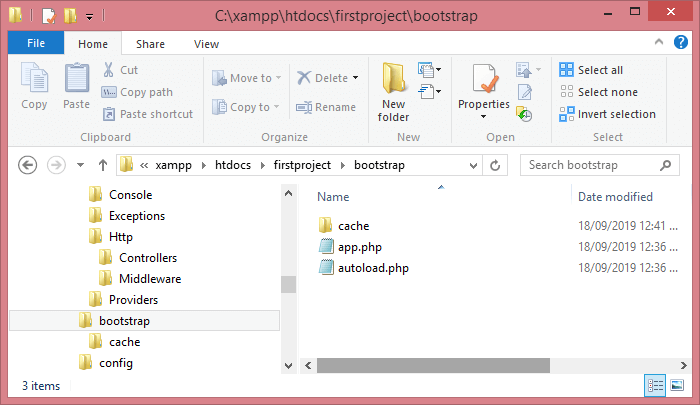 C:\xampp\htdocs\firstproject\bootstrap
File Home Share View
Copy Paste Cut Copy path Paste shortcut
Clipboard
Move to Copy to Delete Rename
Organize
New folder
New
Properties
Open
Select all
Select none
Invert selection
Select
« xampp htdocs firstproject bootstrap Search bootstrap
Console
Exceptions
Http
Controllers
Middleware
Providers
bootstrap
cache
config
Name Date modified
cache 18/09/2019 12:41 ...
app.php 18/09/2019 12:36 ...
autoload.php 18/09/2019 12:36 ...
3 items